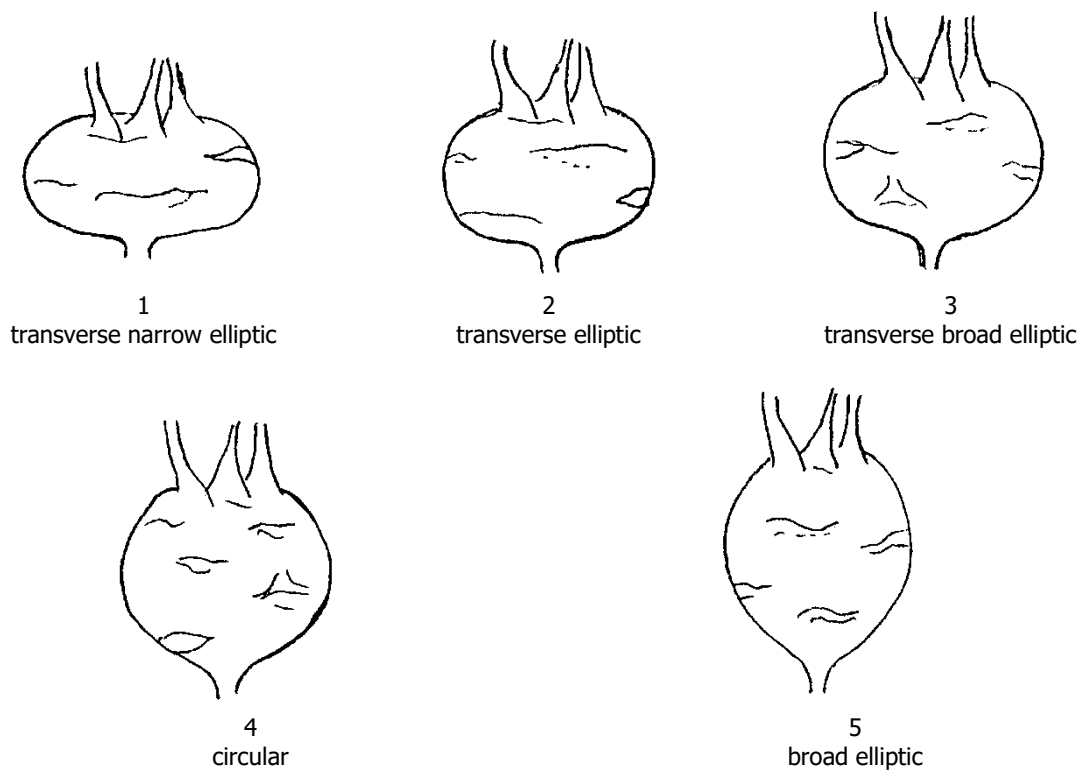 1
transverse narrow elliptic
2
transverse elliptic
3
transverse broad elliptic
4
circular
5
broad elliptic